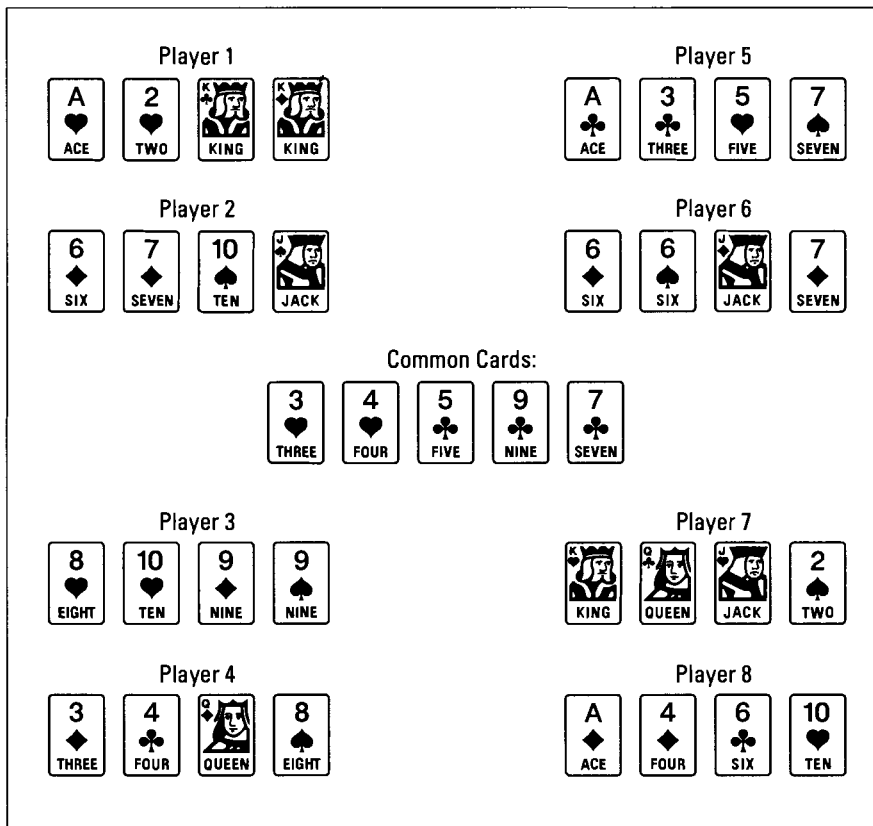 Player 1
A 2 K K
ACE TWO KING KING
Player 5
A 3 5 7
ACE THREE FIVE SEVEN
Player 2
6 7 10 J
SIX SEVEN TEN JACK
Player 6
6 6 J 7
SIX SIX JACK SEVEN
Common Cards:
3 4 5 9 7
THREE FOUR FIVE NINE SEVEN
Player 3
8 10 9 9
EIGHT TEN NINE NINE
Player 7
K Q J 2
KING QUEEN JACK TWO
Player 4
3 4 Q 8
THREE FOUR QUEEN EIGHT
Player 8
A 4 6 10
ACE FOUR SIX TEN